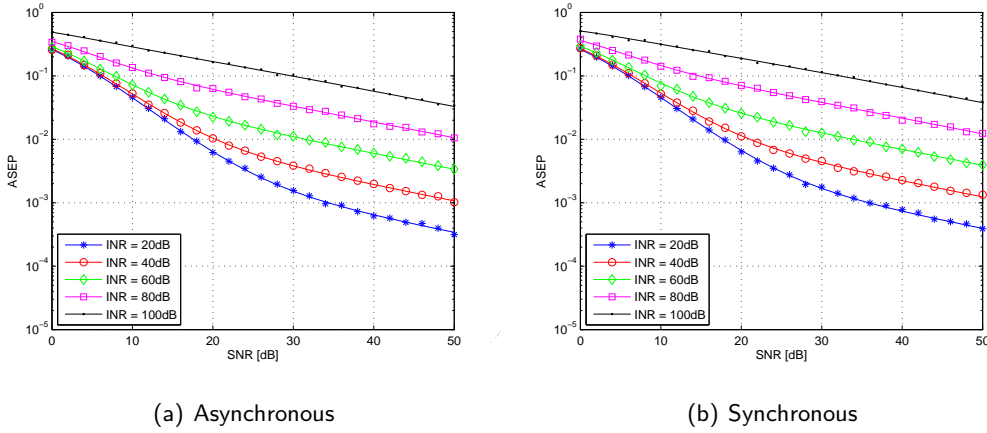 10^0
10^-1
10^-2
10^-3
10^-4
10^-5
ASEP
INR = 20dB
INR = 40dB
INR = 60dB
INR = 80dB
INR = 100dB
0 10 20 30 40 50
SNR [dB]
(a) Asynchronous
10^0
10^-1
10^-2
10^-3
10^-4
10^-5
ASEP
INR = 20dB
INR = 40dB
INR = 60dB
INR = 80dB
INR = 100dB
0 10 20 30 40 50
SNR [dB]
(b) Synchronous